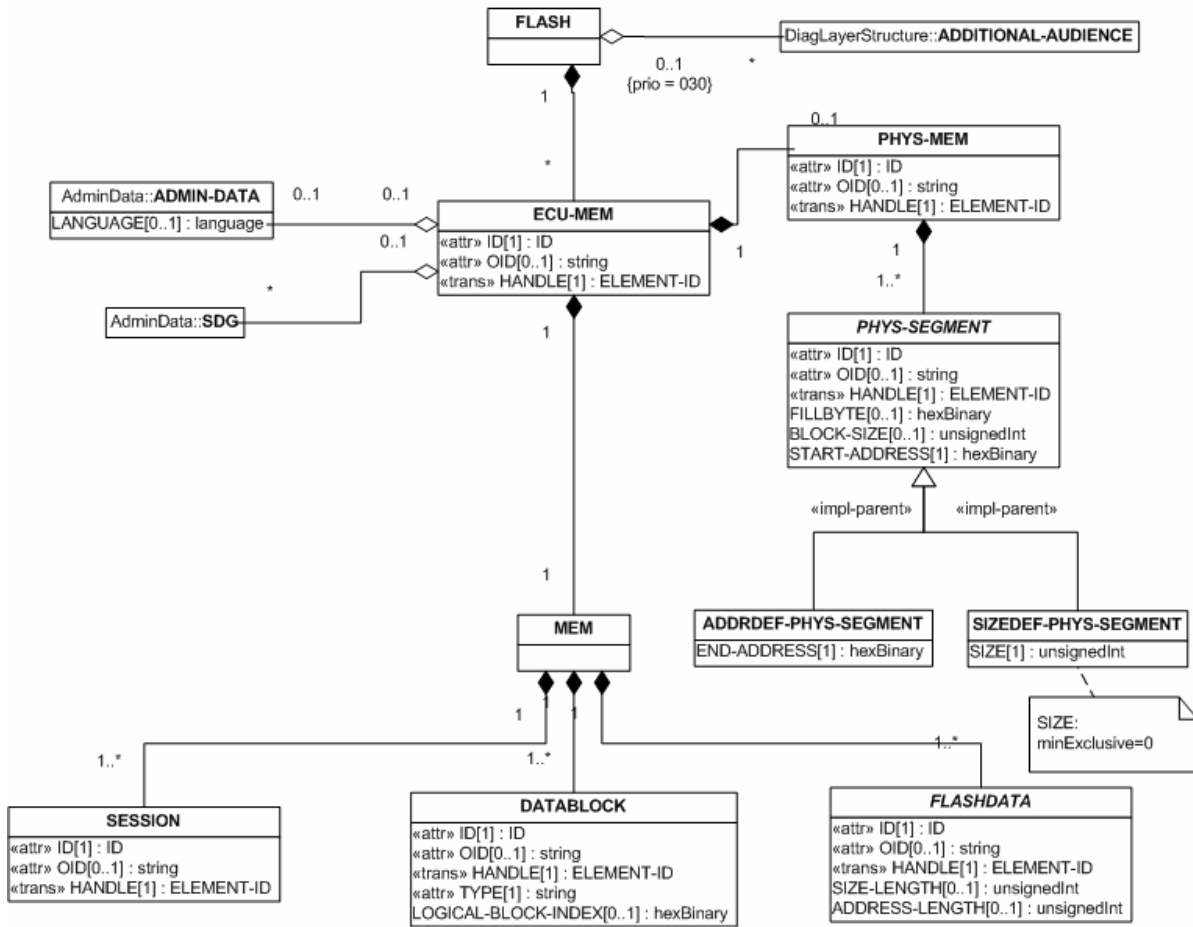 FLASH
DiagLayerStructure::ADDITIONAL-AUDIENCE
0..1
*
{prio = 030}
1
*
0..1
PHYS-MEM
«attr» ID[1] : ID
«attr» OID[0..1] : string
«trans» HANDLE[1] : ELEMENT-ID
AdminData::ADMIN-DATA
LANGUAGE[0..1] : language
0..1
0..1
ECU-MEM
«attr» ID[1] : ID
«attr» OID[0..1] : string
«trans» HANDLE[1] : ELEMENT-ID
0..1
1
1
1..*
*
AdminData::SDG
1
PHYS-SEGMENT
«attr» ID[1] : ID
«attr» OID[0..1] : string
«trans» HANDLE[1] : ELEMENT-ID
FILLBYTE[0..1] : hexBinary
BLOCK-SIZE[0..1] : unsignedInt
START-ADDRESS[1] : hexBinary
«impl-parent»
«impl-parent»
1
MEM
ADDRDEF-PHYS-SEGMENT
END-ADDRESS[1] : hexBinary
SIZEDEF-PHYS-SEGMENT
SIZE[1] : unsignedInt
SIZE:
minExclusive=0
1
1
1
1..*
1..*
1..*
SESSION
«attr» ID[1] : ID
«attr» OID[0..1] : string
«trans» HANDLE[1] : ELEMENT-ID
DATABLOCK
«attr» ID[1] : ID
«attr» OID[0..1] : string
«trans» HANDLE[1] : ELEMENT-ID
«attr» TYPE[1] : string
LOGICAL-BLOCK-INDEX[0..1] : hexBinary
FLASHDATA
«attr» ID[1] : ID
«attr» OID[0..1] : string
«trans» HANDLE[1] : ELEMENT-ID
SIZE-LENGTH[0..1] : unsignedInt
ADDRESS-LENGTH[0..1] : unsignedInt